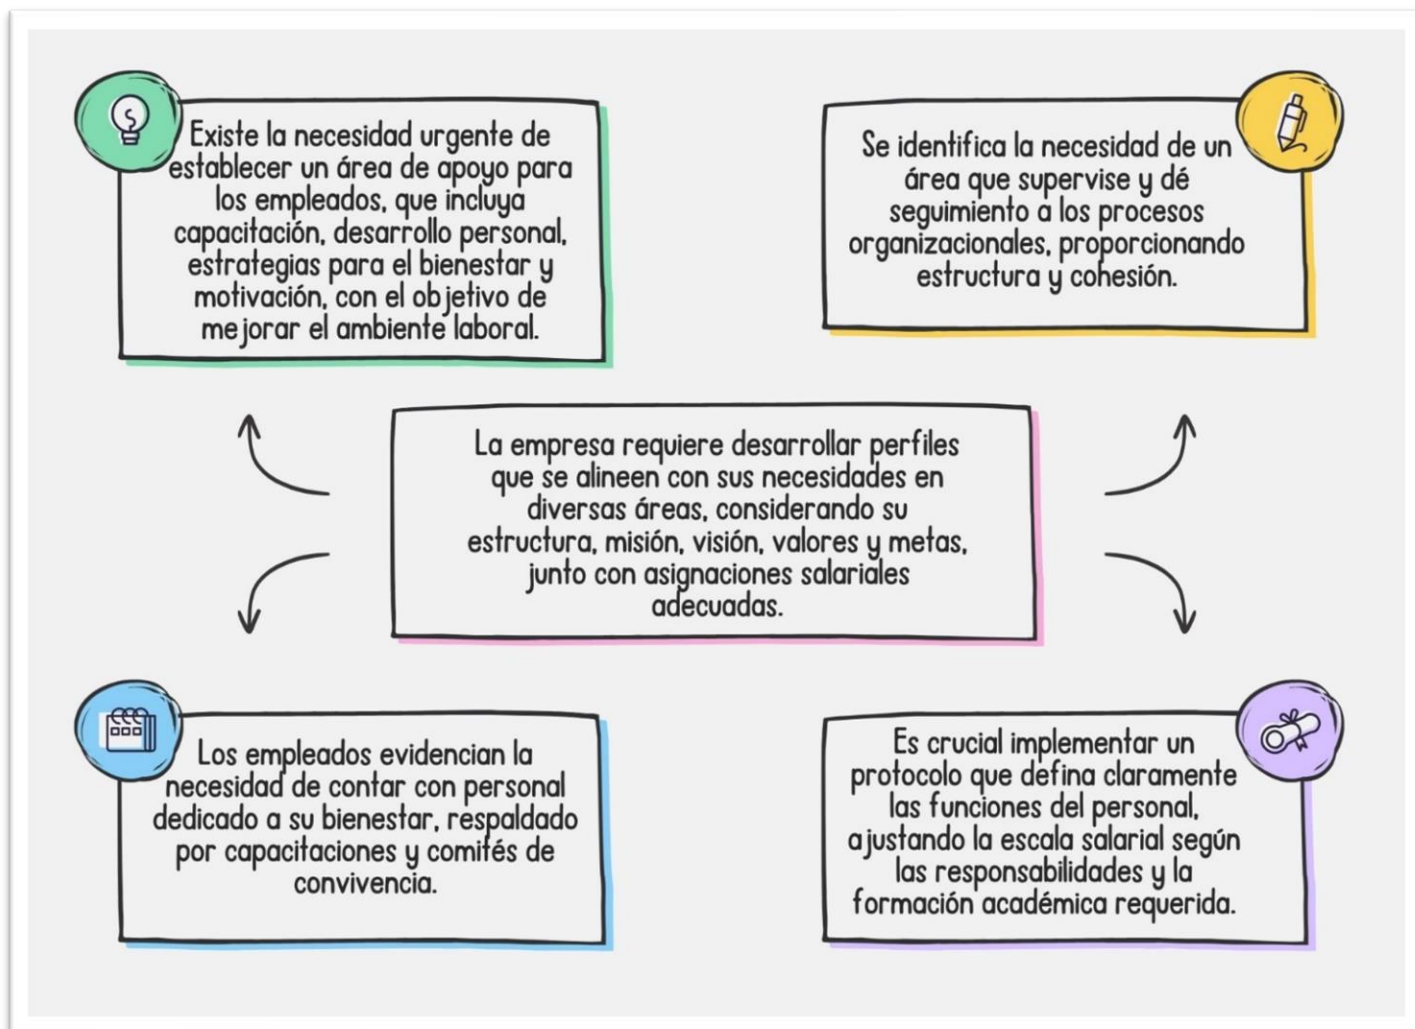 Existe la necesidad urgente de
establecer un área de apoyo para
los empleados, que incluya
capacitación, desarrollo personal,
estrategias para el bienestar y
motivación, con el objetivo de
mejorar el ambiente laboral.
Se identifica la necesidad de un
área que supervise y dé
seguimiento a los procesos
organizacionales, proporcionando
estructura y cohesión.
La empresa requiere desarrollar perfiles
que se alineen con sus necesidades en
diversas áreas, considerando su
estructura, misión, visión, valores y metas,
junto con asignaciones salariales
adecuadas.
Los empleados evidencian la
necesidad de contar con personal
dedicado a su bienestar, respaldado
por capacitaciones y comités de
convivencia.
Es crucial implementar un
protocolo que defina claramente
las funciones del personal,
ajustando la escala salarial según
las responsabilidades y la
formación académica requerida.